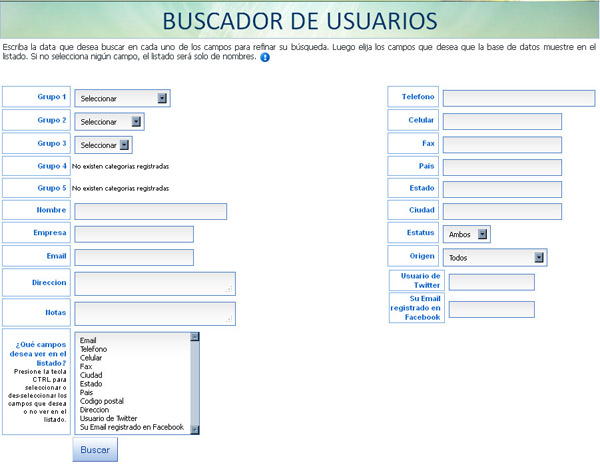 BUSCADOR DE USUARIOS
Escriba la data que desea buscar en cada uno de los campos para refinar su búsqueda. Luego elija los campos que desea que la base de datos muestre en el
listado. Si no selecciona nigún campo, el listado será solo de nombres.
Grupo 1 Seleccionar
Grupo 2 Seleccionar
Grupo 3 Seleccionar
Grupo 4 No existen categorias registradas
Grupo 5 No existen categorias registradas
Nombre
Empresa
Email
Direccion
Notas
¿Qué campos
desea ver en el
listado?
Presione la tecla
CTRL para
seleccionar o
des-seleccionar los
campos que desea
o no ver en el
listado.
Email
Telefono
Celular
Fax
Ciudad
Estado
Pais
Codigo postal
Direccion
Usuario de Twitter
Su Email registrado en Facebook
Buscar
Telefono
Celular
Fax
Pais
Estado
Ciudad
Estatus Ambos
Origen Todos
Usuario de
Twitter
Su Email
registrado en
Facebook